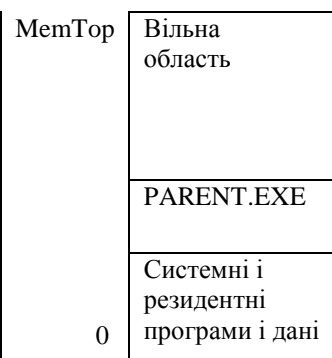 MemTop
Вільна
область
PARENT.EXE
Системні і
резидентні
0
програми і дані